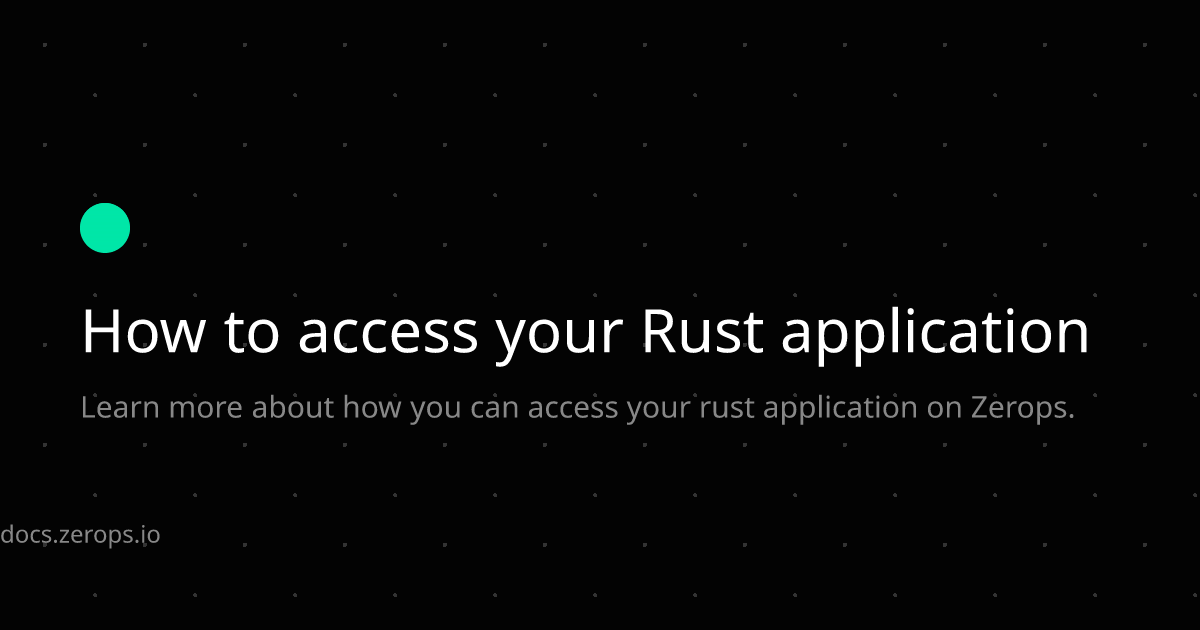 How to access your Rust application
Learn more about how you can access your rust application on Zerops.
docs.zerops.io